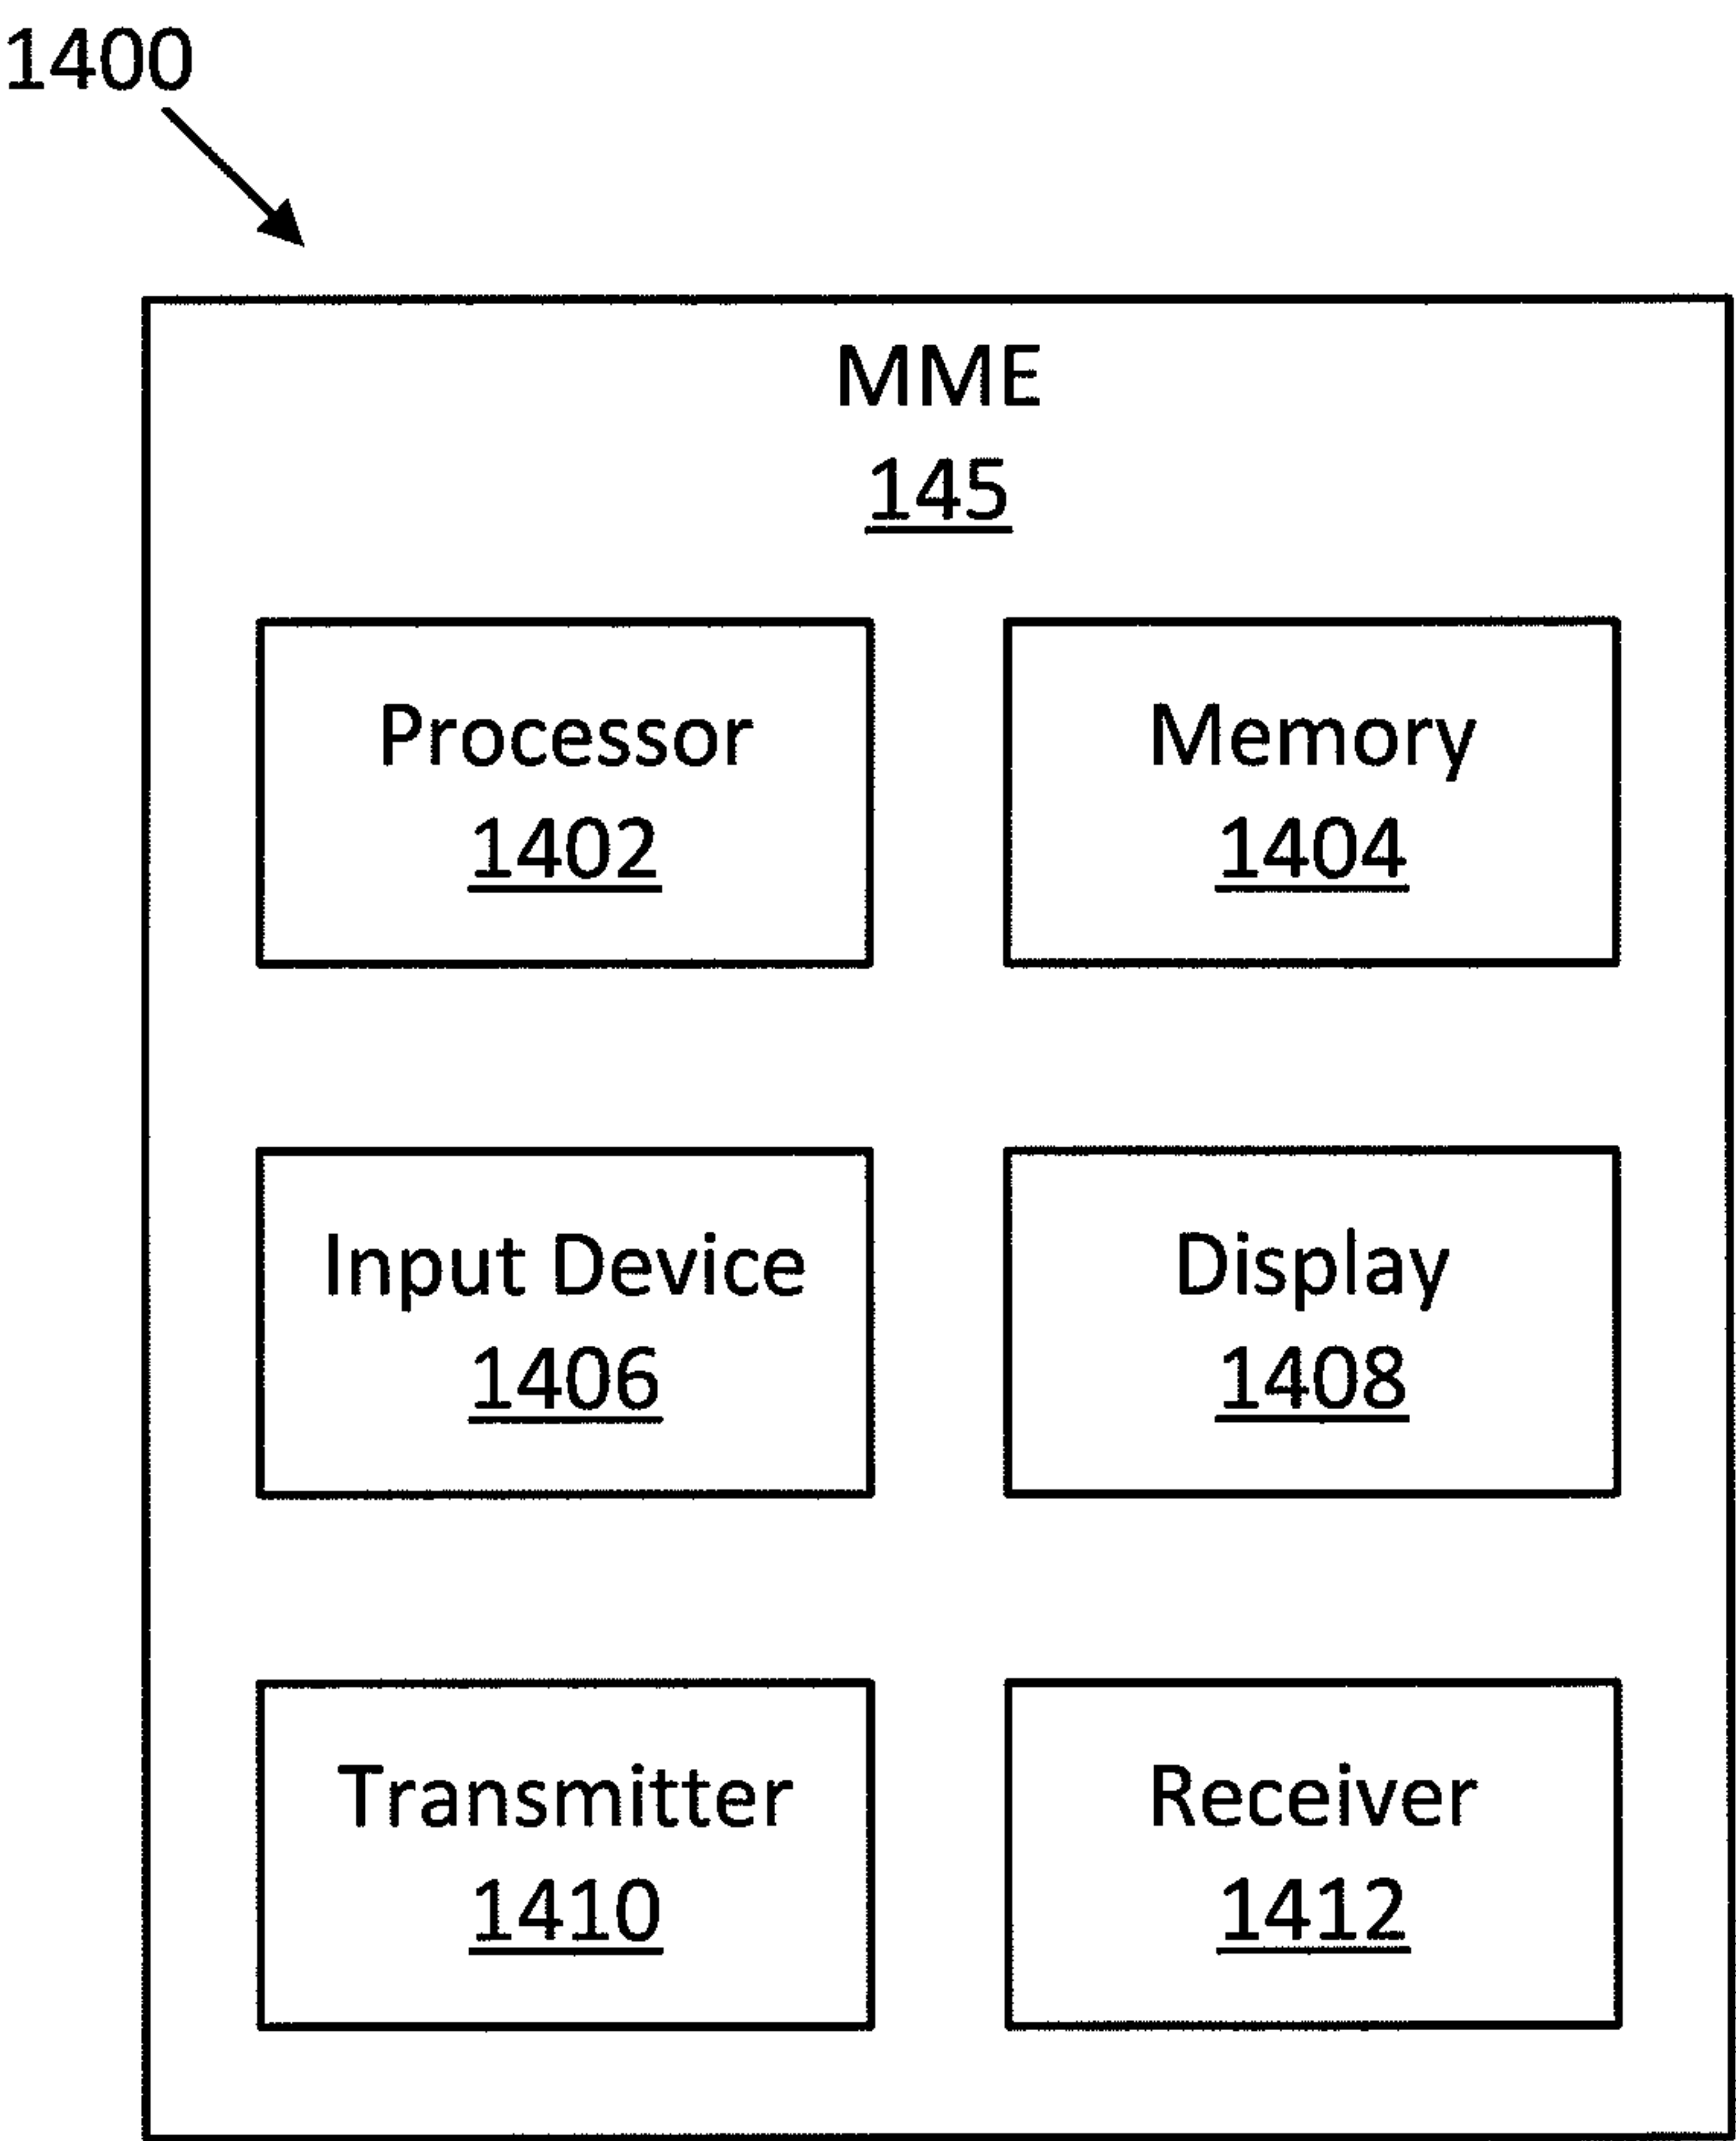 1400
MME
145
Processor
1402
Memory
1404
Input Device
1406
Display
1408
Transmitter
1410
Receiver
1412